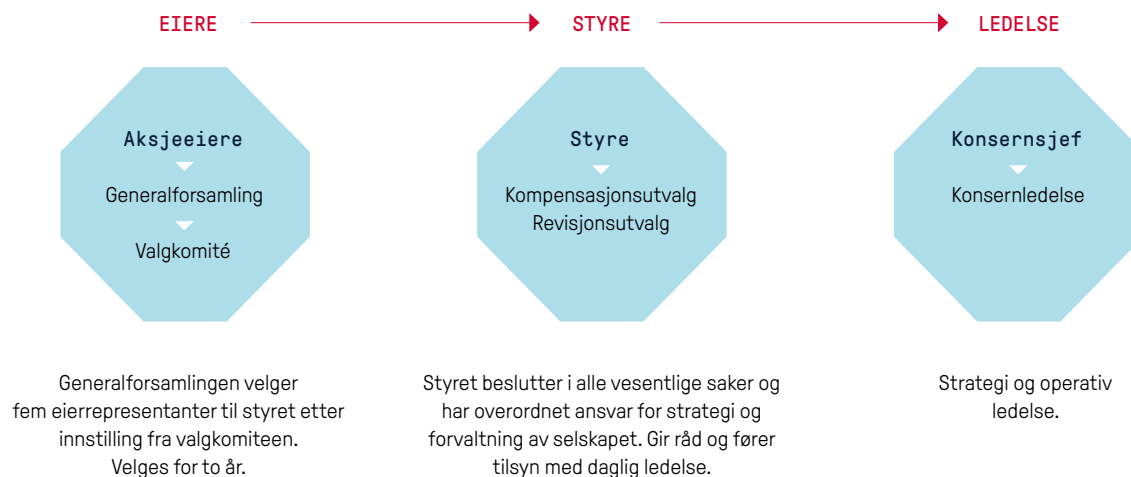 EIERE
STYRE
LEDELSE
Aksjeeiere
Generalforsamling
Valgkomité
Styre
Kompensasjonsutvalg
Revisjonsutvalg
Konsernsjef
Konsernledelse
Generalforsamlingen velger
fem eierrepresentanter til styret etter
innstilling fra valgkomiteen.
Velges for to år.
Styret beslutter i alle vesentlige saker og
har overordnet ansvar for strategi og
forvaltning av selskapet. Gir råd og fører
tilsyn med daglig ledelse.
Strategi og operativ
ledelse.